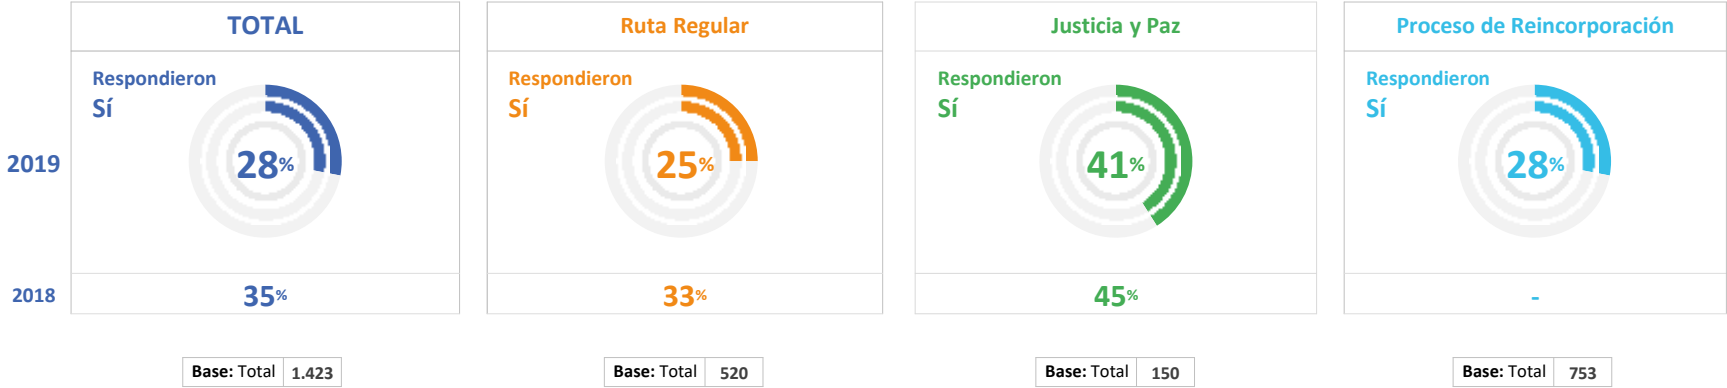 TOTAL
Ruta Regular
Justicia y Paz
Proceso de Reincorporación
Respondieron
Sí
Respondieron
Sí
Respondieron
Sí
Respondieron
Sí
2019
28%
25%
41%
28%
2018
35%
33%
45%
-
Base: Total 1.423
Base: Total 520
Base: Total 150
Base: Total 753